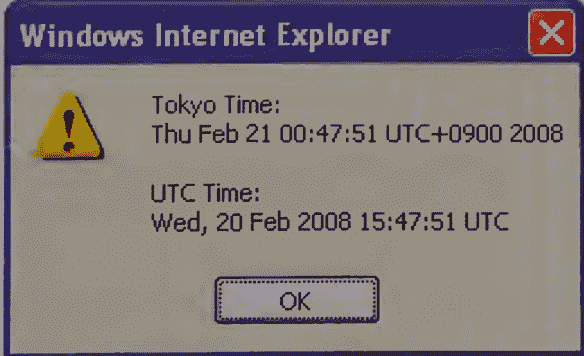 Windows Internet Explorer
Tokyo Time:
Thu Feb 21 00:47:51 UTC+0900 2008
UTC Time:
Wed, 20 Feb 2008 15:47:51 UTC
OK